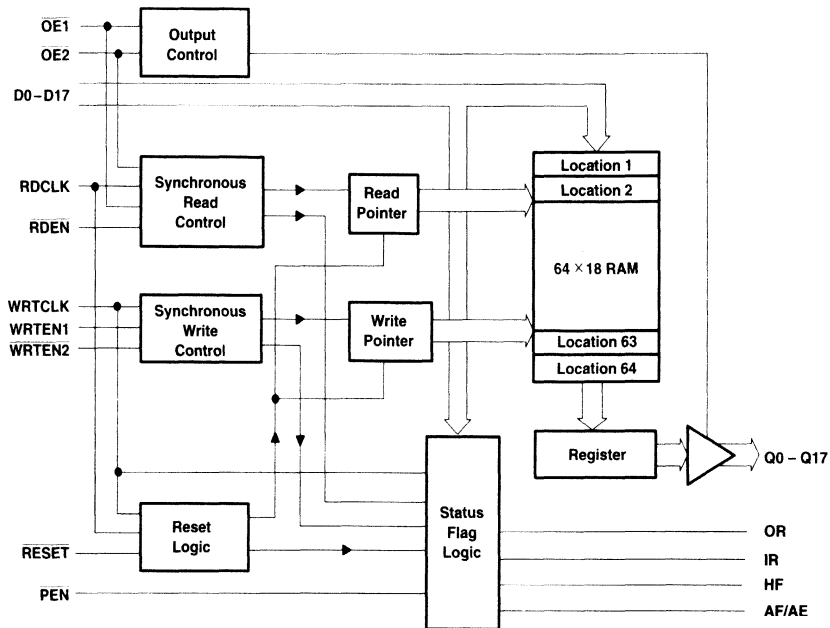 OE1
OE2
D0–D17
RDCLK
RDEN
WRTCLK
WRTEN1
WRTEN2
RESET
PEN
Output
Control
Synchronous
Read
Control
Synchronous
Write
Control
Reset
Logic
Read
Pointer
Write
Pointer
Status
Flag
Logic
Location 1
Location 2
64 × 18 RAM
Location 63
Location 64
Register
Q0 – Q17
OR
IR
HF
AF/AE